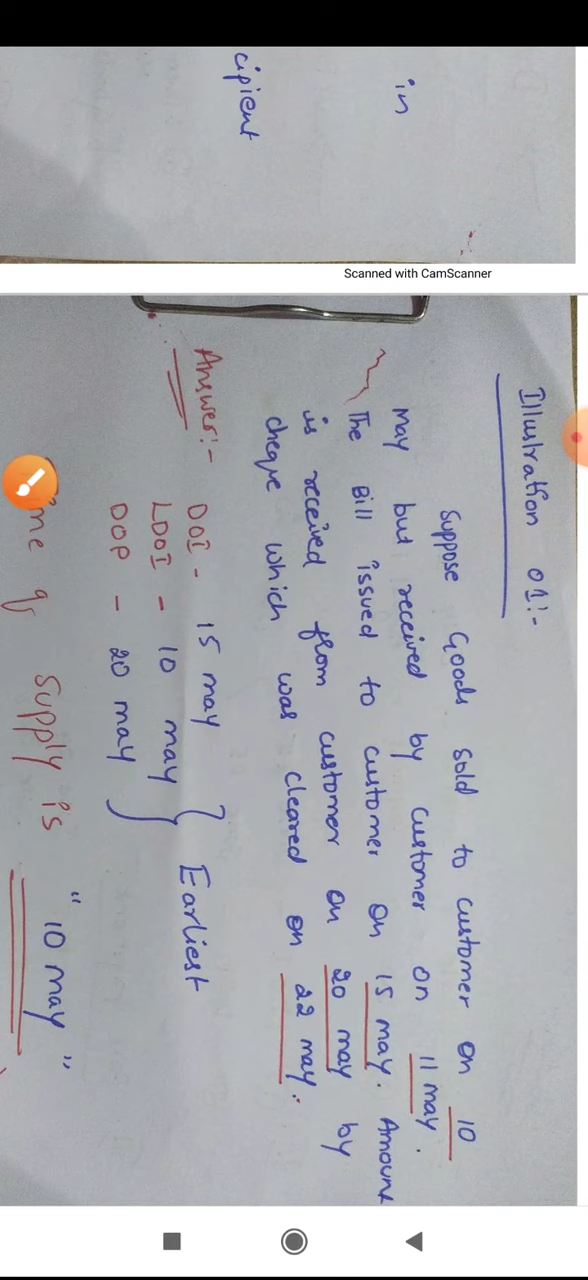 in
cipient
Scanned with CamScanner
Illustration 01:-
Suppose Goods sold to customer on 10
may but received by customer on 11 may.
The Bill issued to customer on 15 may. Amount
is received from customer on 20 may by
cheque which was cleared on 22 may.
Answer:- DOI - 15 may
LDOI - 10 may } Earliest
DOP - 20 may
supply is "10 may"